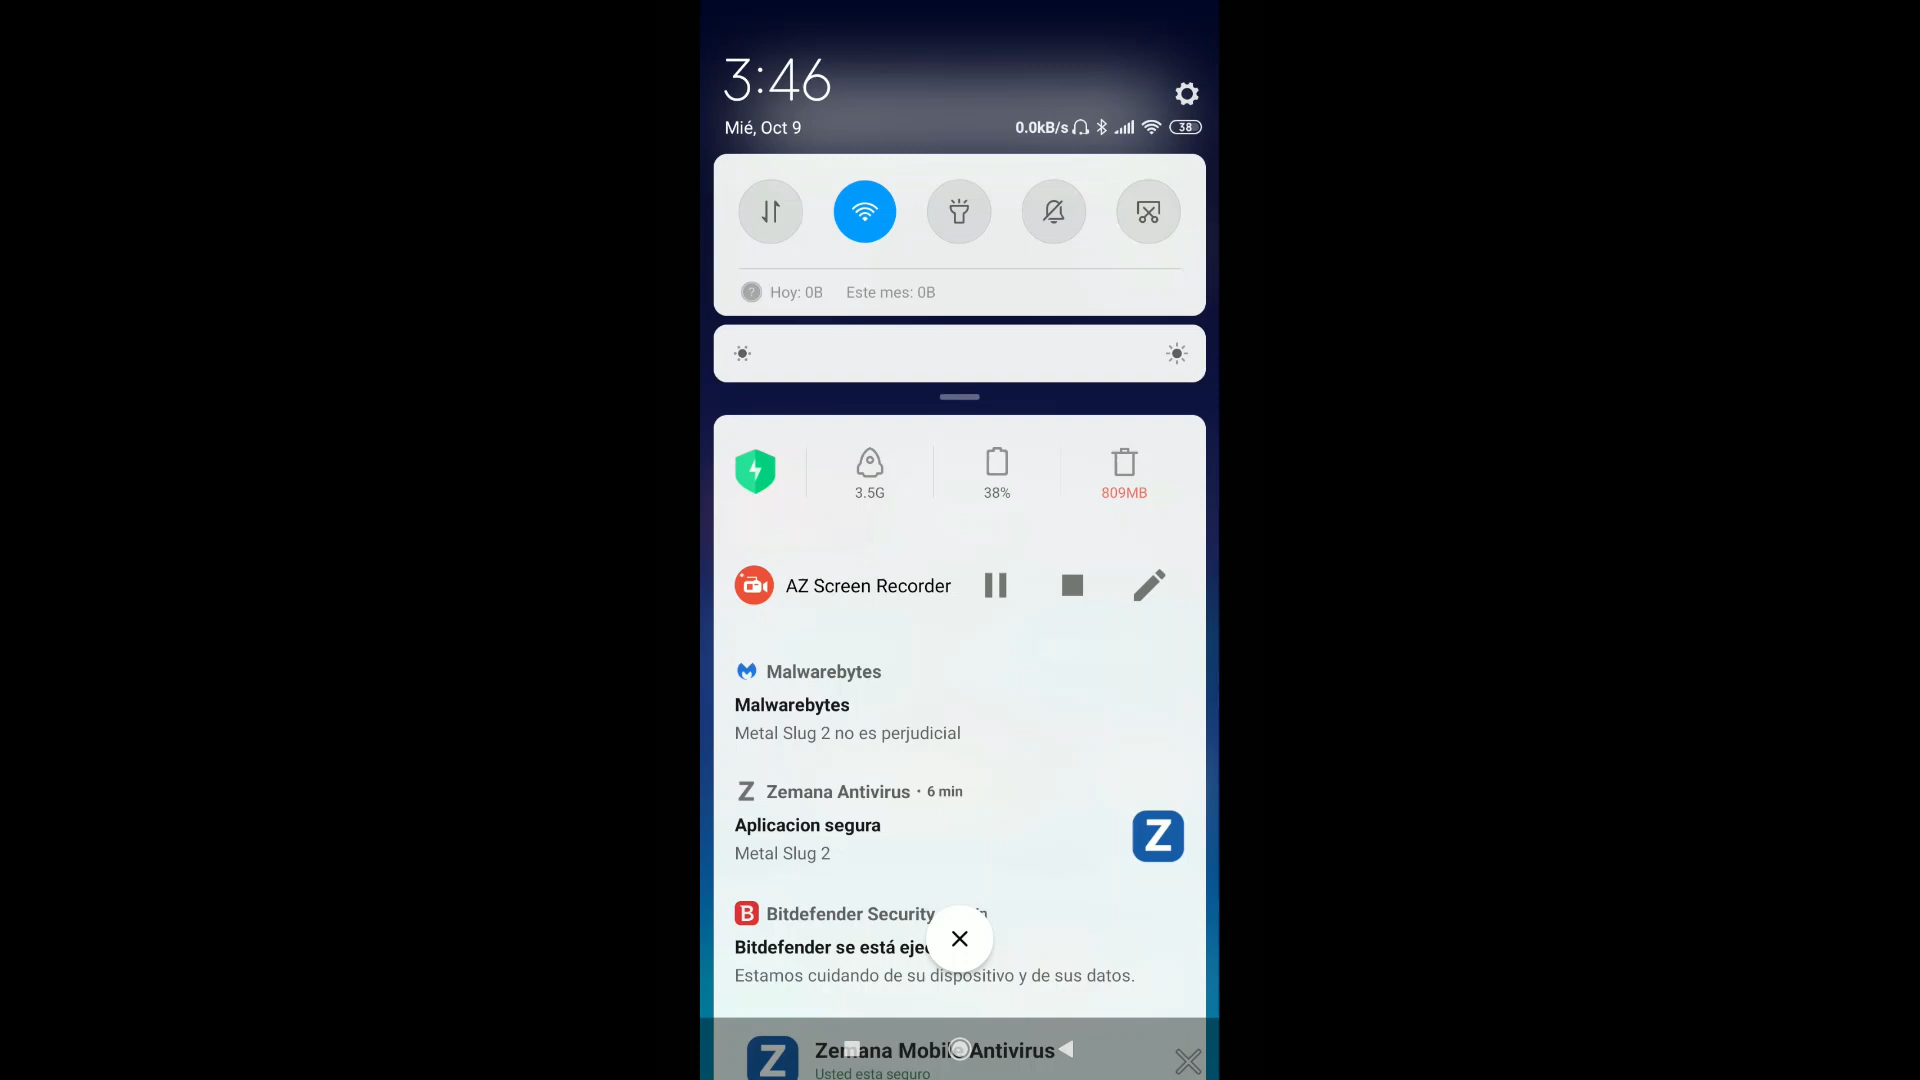 3:46
Mié, Oct 9
0.0kB/s
38
Hoy: 0B Este mes: 0B
3.5G
38%
809MB
AZ Screen Recorder
Malwarebytes
Malwarebytes
Metal Slug 2 no es perjudicial
Z Zemana Antivirus · 6 min
Aplicacion segura
Z
Metal Slug 2
B Bitdefender Security
Bitdefender se está
Estamos cuidando de su dispositivo y de sus datos.
Z
Zemana Mobile Antivirus
Usted esta seguro